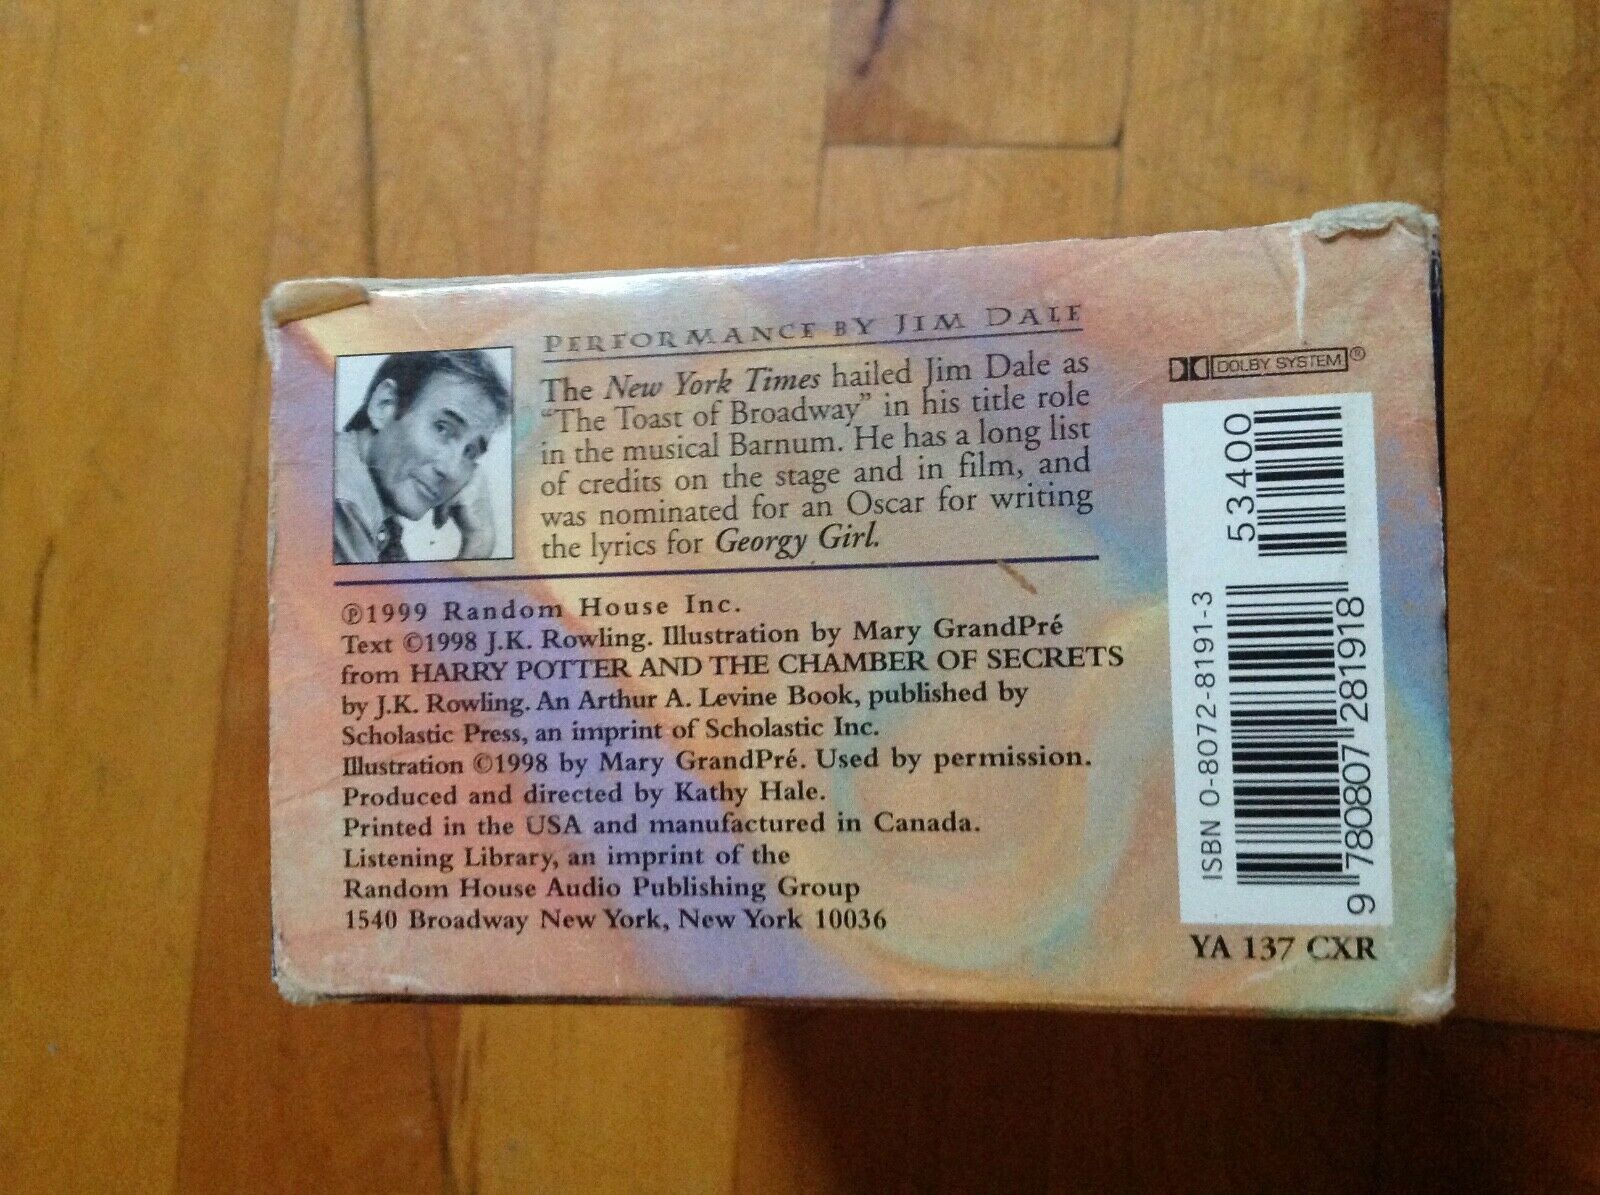 PERFORMANCE BY JIM DALE
The New York Times hailed Jim Dale as
"The Toast of Broadway" in his title role
in the musical Barnum. He has a long list
of credits on the stage and in film, and
was nominated for an Oscar for writing
the lyrics for Georgy Girl.
℗1999 Random House Inc.
Text ©1998 J.K. Rowling. Illustration by Mary GrandPré
from HARRY POTTER AND THE CHAMBER OF SECRETS
by J.K. Rowling. An Arthur A. Levine Book, published by
Scholastic Press, an imprint of Scholastic Inc.
Illustration ©1998 by Mary GrandPré. Used by permission.
Produced and directed by Kathy Hale.
Printed in the USA and manufactured in Canada.
Listening Library, an imprint of the
Random House Audio Publishing Group
1540 Broadway New York, New York 10036
DOLBY SYSTEM®
53400
ISBN 0-8072-8191-3
9 780807 281918
YA 137 CXR